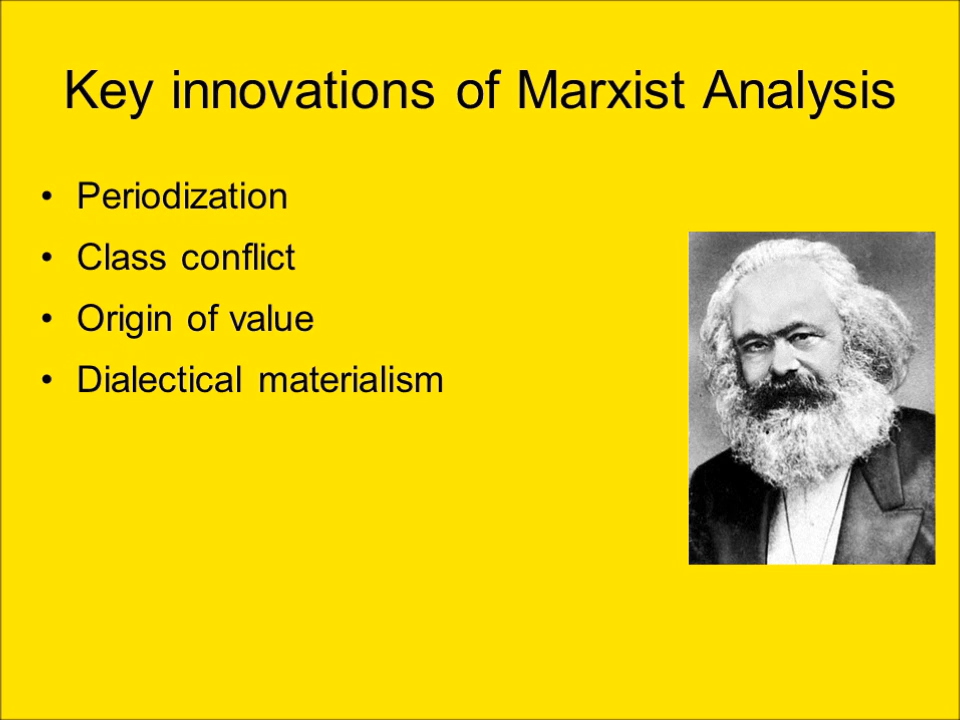 Key innovations of Marxist Analysis
• Periodization
• Class conflict
• Origin of value
• Dialectical materialism